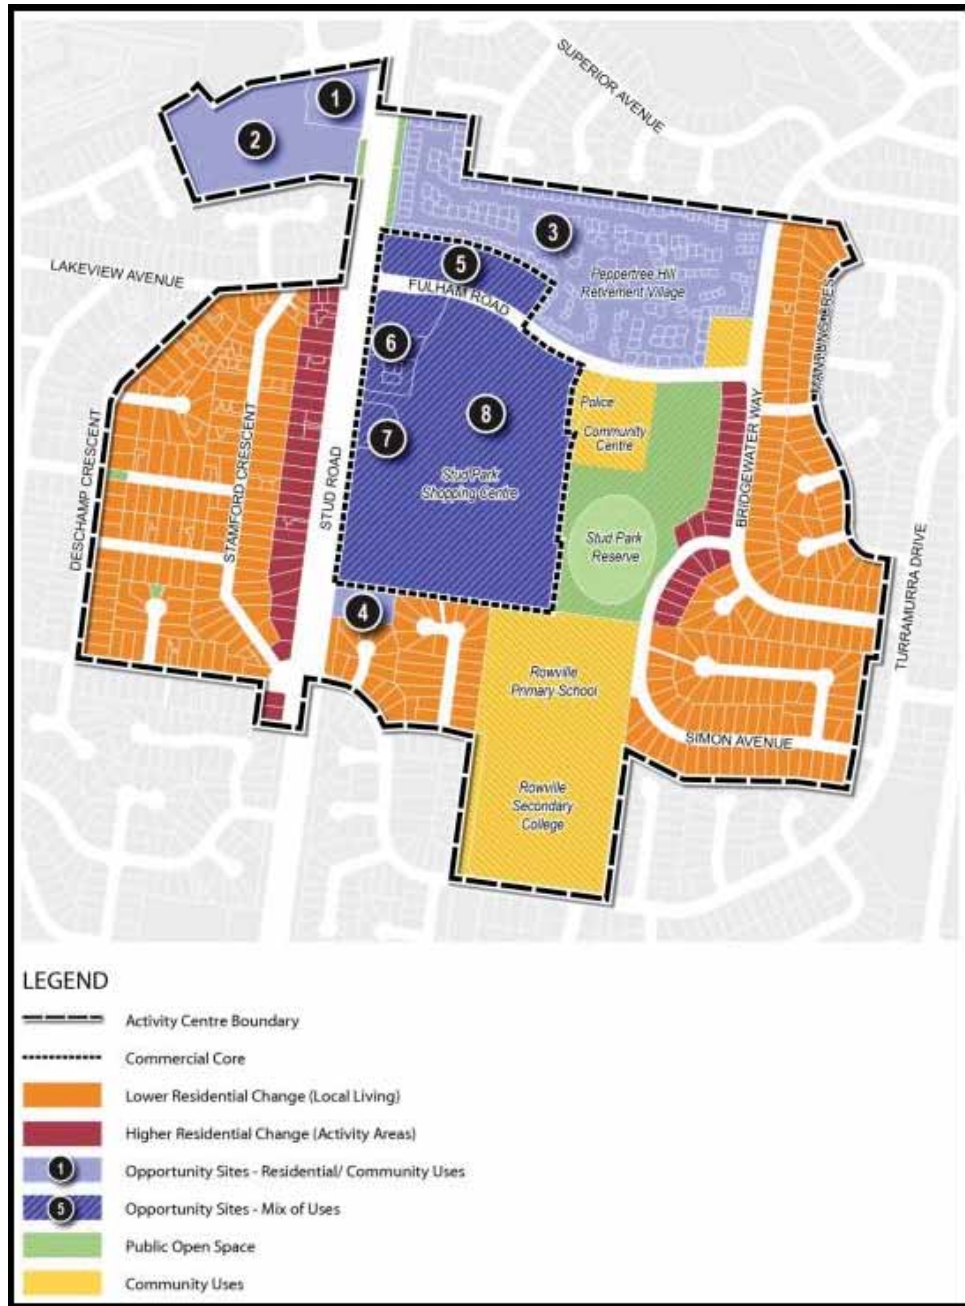 SUPERIOR AVENUE
1
2
3
Peppertree Hill
Retirement Village
LAKEVIEW AVENUE
5
FULHAM ROAD
6
7
8
Stud Park
Shopping Centre
Police
Community
Centre
Stud Park
Reserve
BRIDGEWATER WAY
DESCHAMP CRESCENT
STAMFORD CRESCENT
STUD ROAD
TURRAMURRA DRIVE
4
Rowville
Primary School
SIMON AVENUE
Rowville
Secondary
College
LEGEND
Activity Centre Boundary
Commercial Core
Lower Residential Change (Local Living)
Higher Residential Change (Activity Areas)
1
Opportunity Sites - Residential/ Community Uses
5
Opportunity Sites - Mix of Uses
Public Open Space
Community Uses